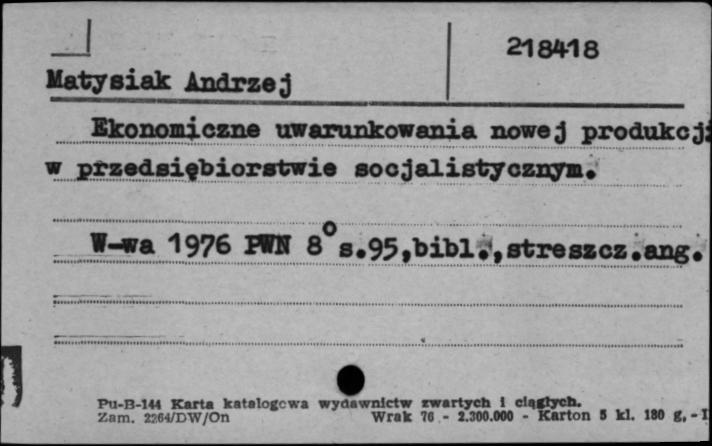 218418
Matysiak Andrzej
Ekonomiczne uwarunkowania nowej produkcji
w przedsiębiorstwie socjalistycznym.
W-wa 1976 PWN 8° s.95,bibl.,streszcz.ang.
Pu-B-144 Karta katalogowa wydawnictw zwartych i ciągłych.
Zam. 2264/DW/On Wrak 76 - 2.300.000 - Karton 5 kl. 180 g, -